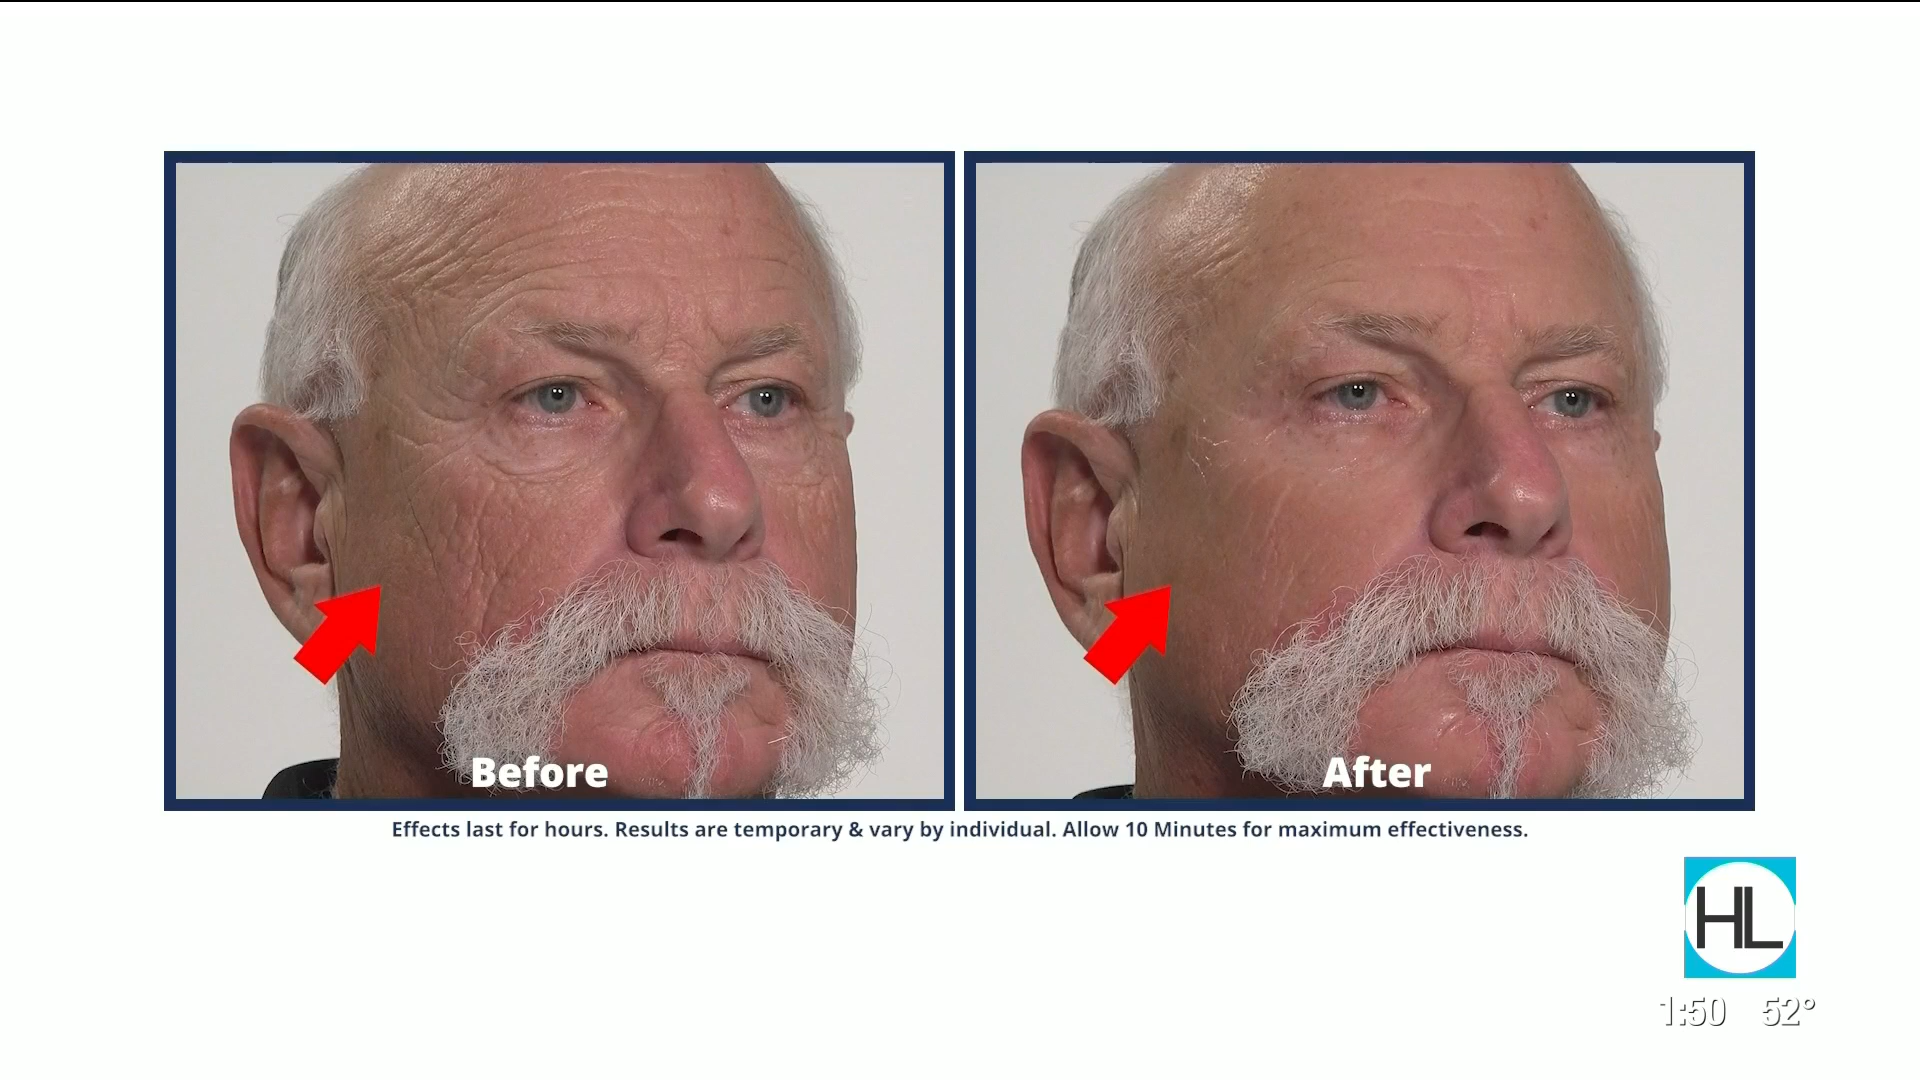 Before
After
Effects last for hours. Results are temporary & vary by individual. Allow 10 Minutes for maximum effectiveness.
HL
1:50 52°